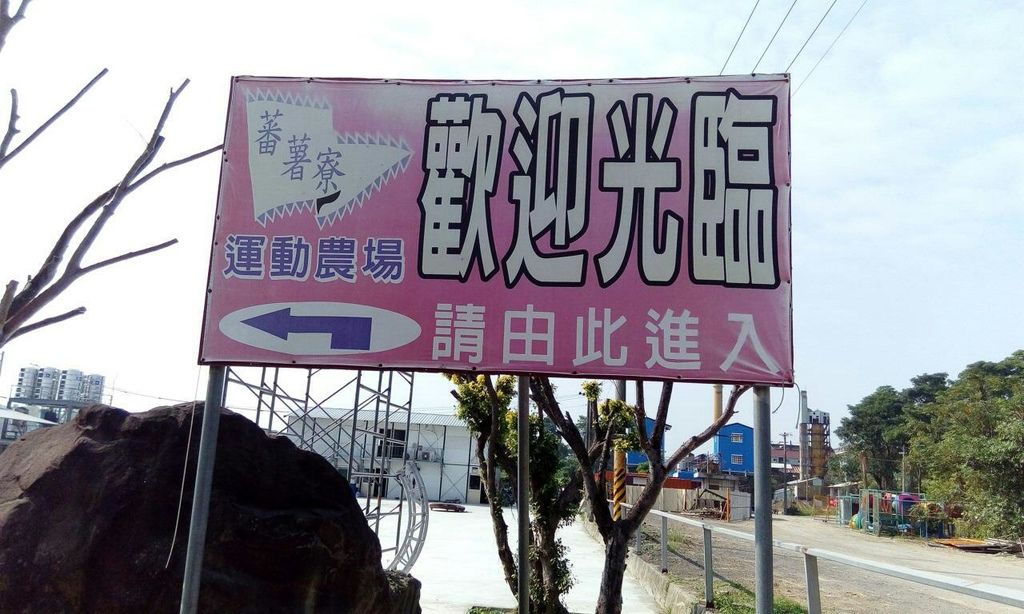 蕃薯寮
運動農場
歡迎光臨
請由此進入